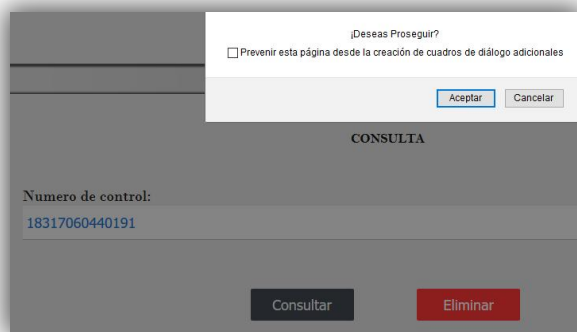 ¡Deseas Proseguir?
Prevenir esta página desde la creación de cuadros de diálogo adicionales
Aceptar Cancelar
CONSULTA
Numero de control:
18317060440191
Consultar Eliminar